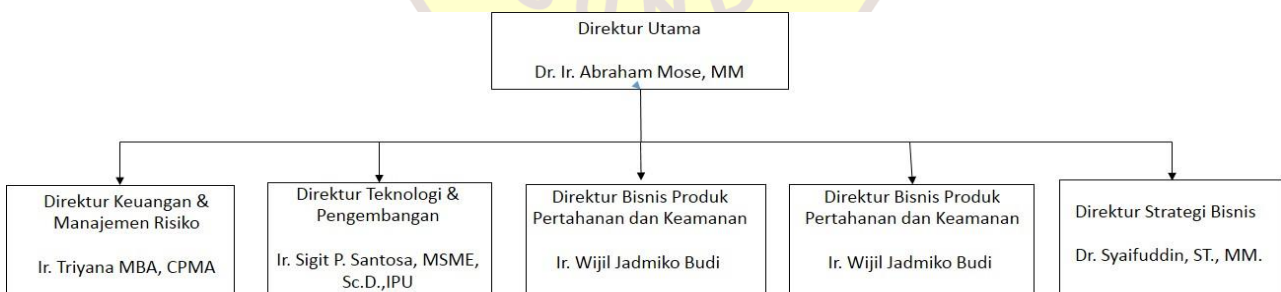 Direktur Utama
Dr. Ir. Abraham Mose, MM
Direktur Keuangan &
Manajemen Risiko
Ir. Triyana MBA, CPMA
Direktur Teknologi &
Pengembangan
Ir. Sigit P. Santosa, MSME,
Sc.D.,IPU
Direktur Bisnis Produk
Pertahanan dan Keamanan
Ir. Wijil Jadmiko Budi
Direktur Bisnis Produk
Pertahanan dan Keamanan
Ir. Wijil Jadmiko Budi
Direktur Strategi Bisnis
Dr. Syaifuddin, ST., MM.